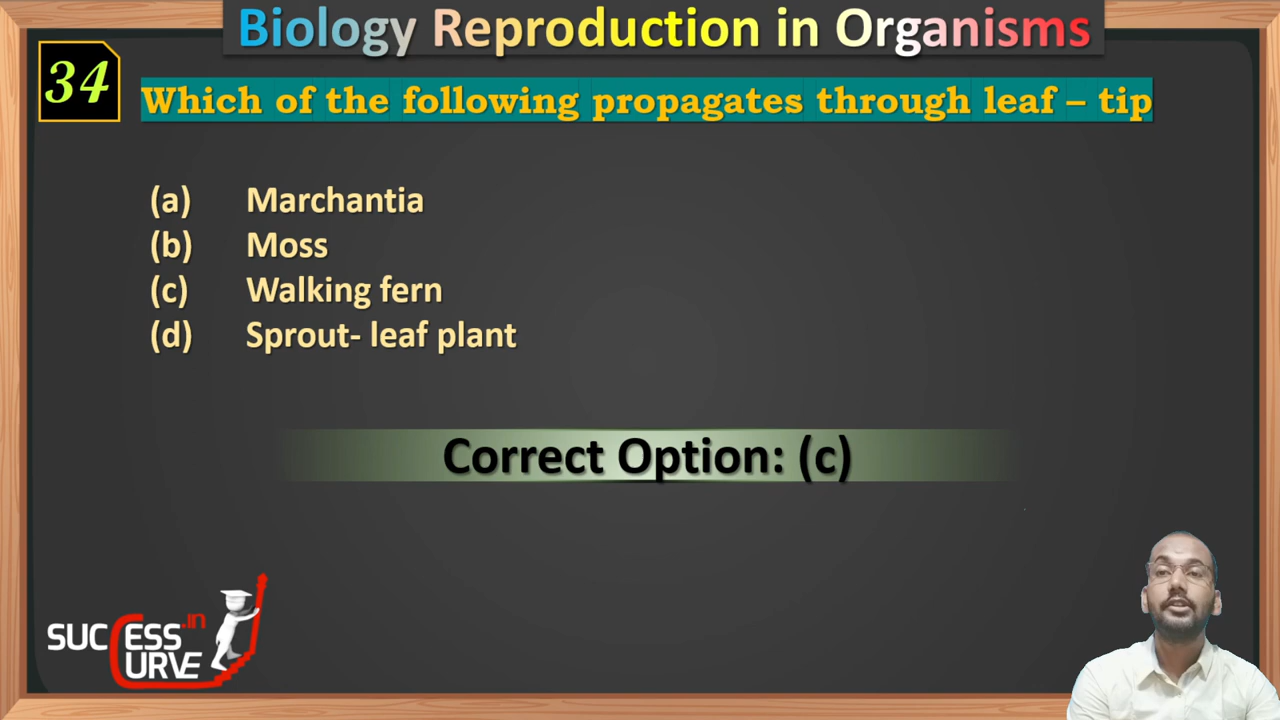 Biology Reproduction in Organisms
34
Which of the following propagates through leaf – tip
(a) Marchantia
(b) Moss
(c) Walking fern
(d) Sprout- leaf plant
Correct Option: (c)
SUCCESS.IN
CURVE